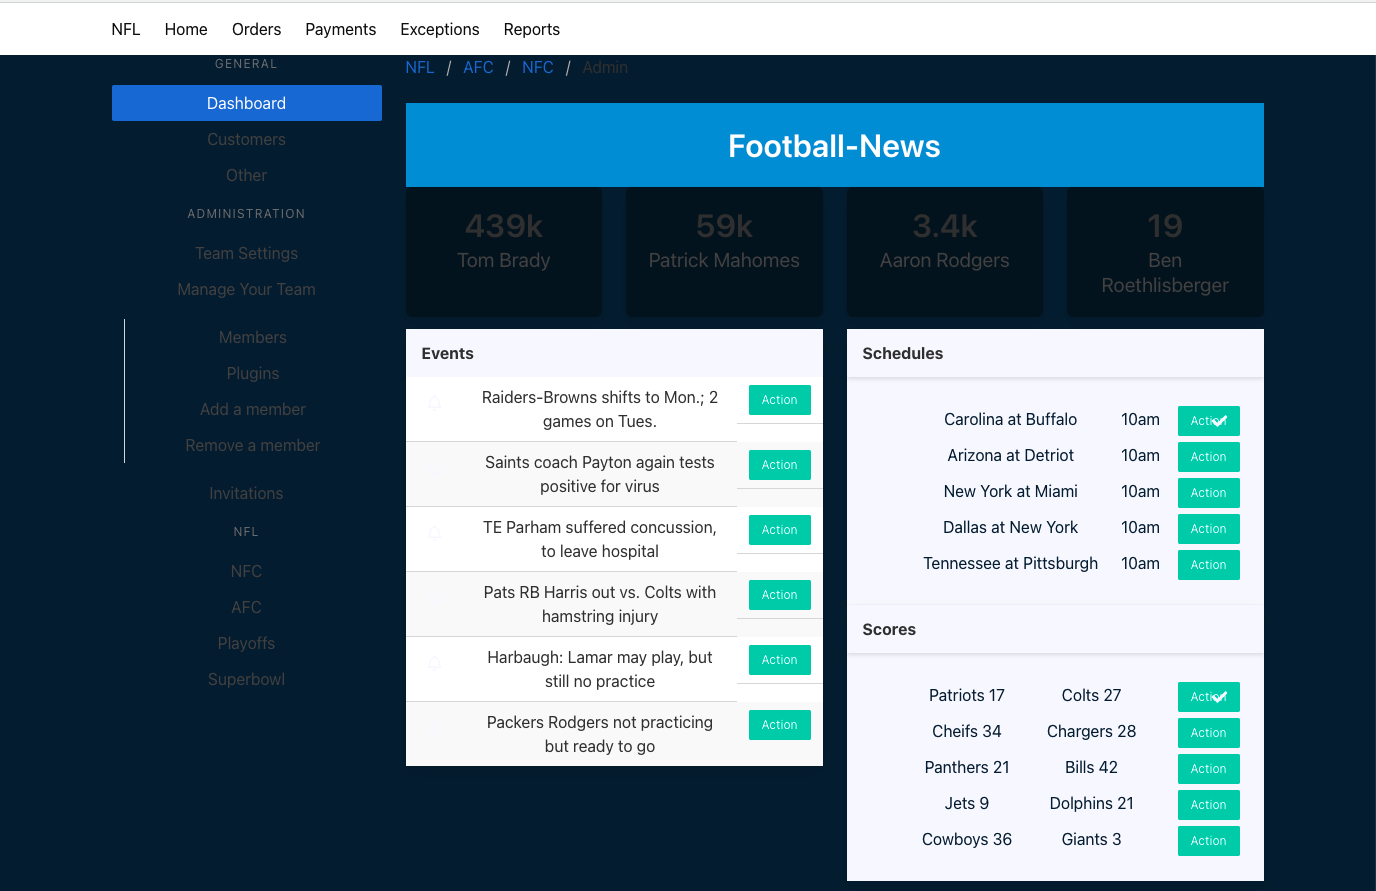 NFL Home Orders Payments Exceptions Reports
GENERAL
Dashboard
Customers
Other
ADMINISTRATION
Team Settings
Manage Your Team
Members
Plugins
Add a member
Remove a member
Invitations
NFL
NFC
AFC
Playoffs
Superbowl
NFL / AFC / NFC / Admin
Football-News
439k
Tom Brady
59k
Patrick Mahomes
3.4k
Aaron Rodgers
19
Ben
Roethlisberger
Events
Raiders-Browns shifts to Mon.; 2 Action
games on Tues.
Saints coach Payton again tests Action
positive for virus
TE Parham suffered concussion, Action
to leave hospital
Pats RB Harris out vs. Colts with Action
hamstring injury
Harbaugh: Lamar may play, but Action
still no practice
Packers Rodgers not practicing Action
but ready to go
Schedules
Carolina at Buffalo 10am Action
Arizona at Detriot 10am Action
New York at Miami 10am Action
Dallas at New York 10am Action
Tennessee at Pittsburgh 10am Action
Scores
Patriots 17 Colts 27 Action
Cheifs 34 Chargers 28 Action
Panthers 21 Bills 42 Action
Jets 9 Dolphins 21 Action
Cowboys 36 Giants 3 Action